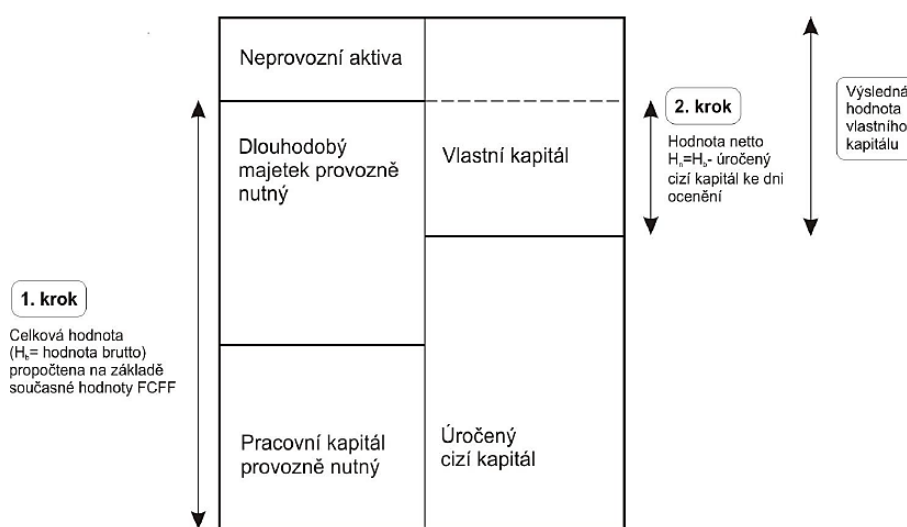 Neprovozní aktiva
Dlouhodobý
majetek provozně
nutný
Vlastní kapitál
2. krok
Hodnota netto
Hₙ=H_b- úročený
cizí kapitál ke dni
ocenění
Výsledná
hodnota
vlastního
kapitálu
1. krok
Celková hodnota
(H_b= hodnota brutto)
propočtena na základě
současné hodnoty FCFF
Pracovní kapitál
provozně nutný
Úročený
cizí kapitál